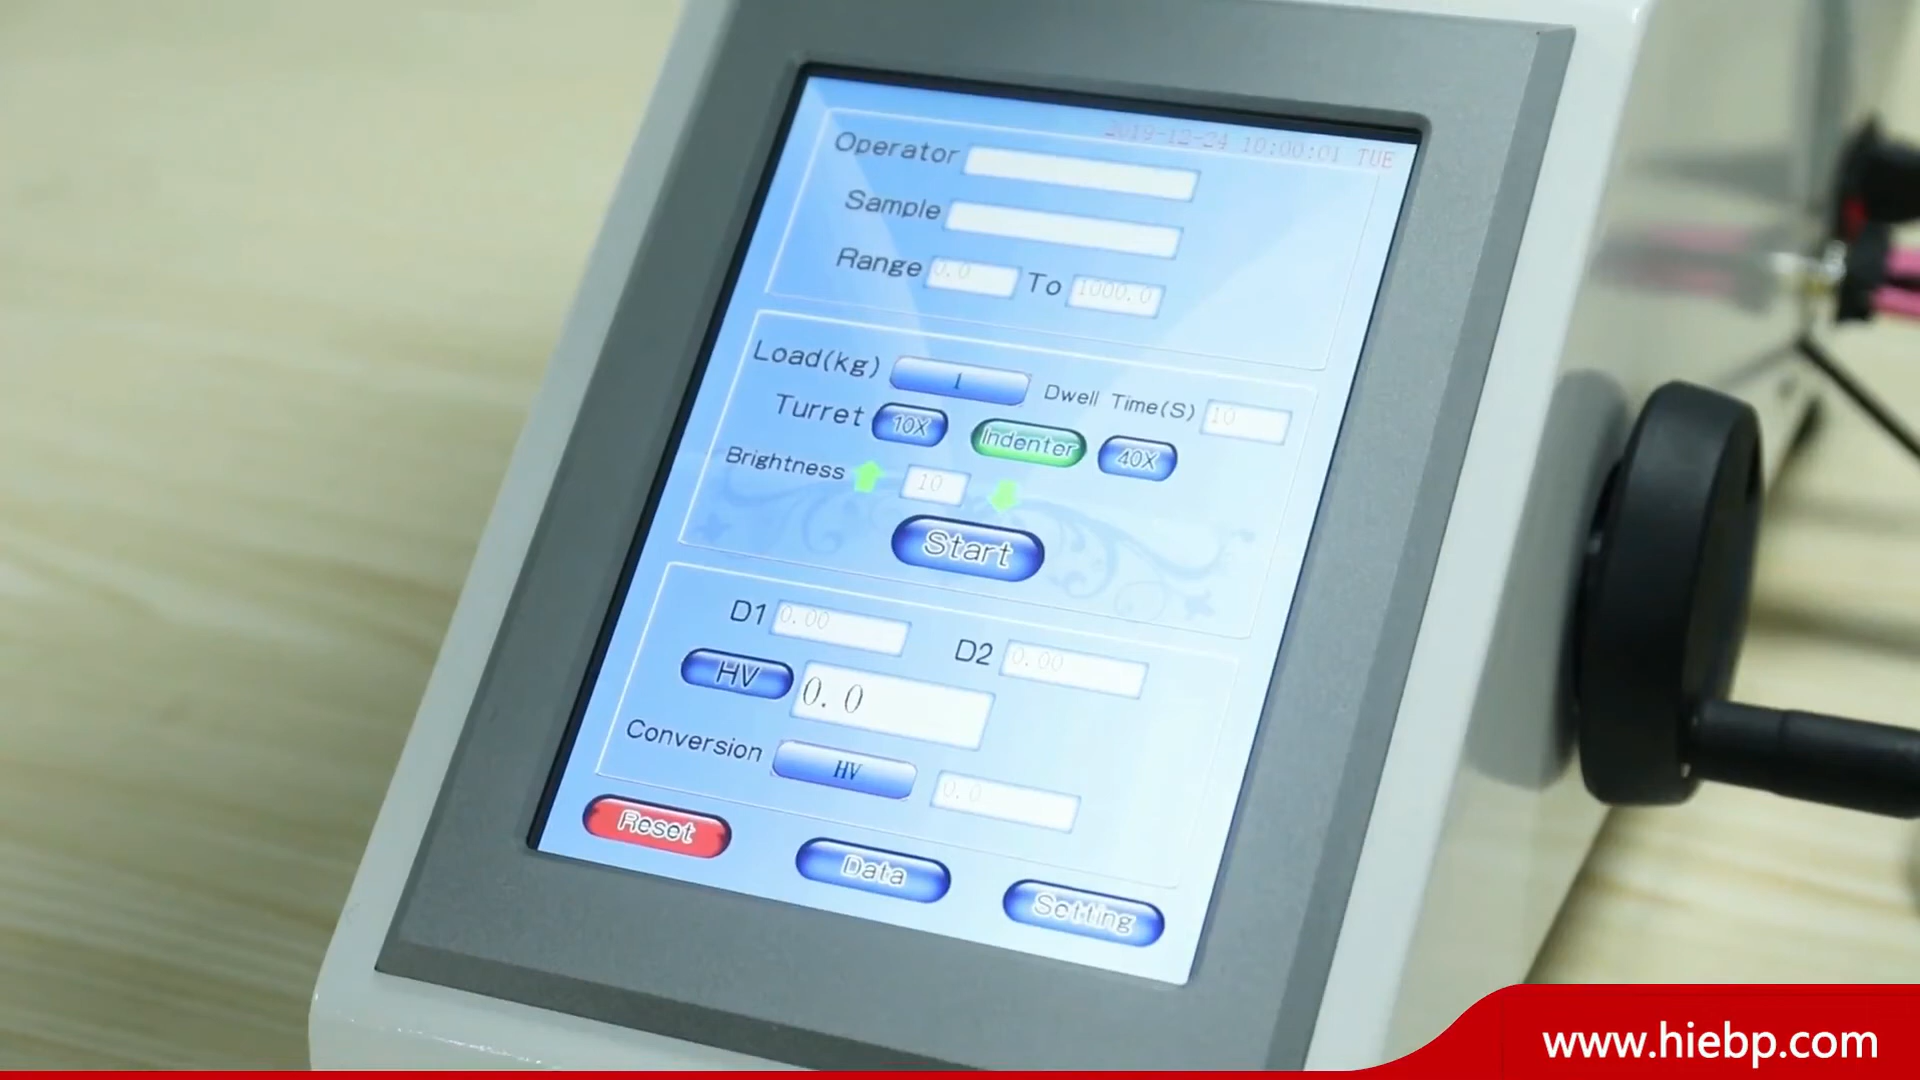 2019-12-24 10:00:01 TUE
Operator
Sample
Range 0.0 To 1000.0
Load(kg) 1 Dwell Time(S) 10
Turret 10X Indenter 40X
Brightness 10
Start
D1 0.00 D2 0.00
HV 0.0
Conversion HV 0.0
Reset Data Setting
www.hiebp.com